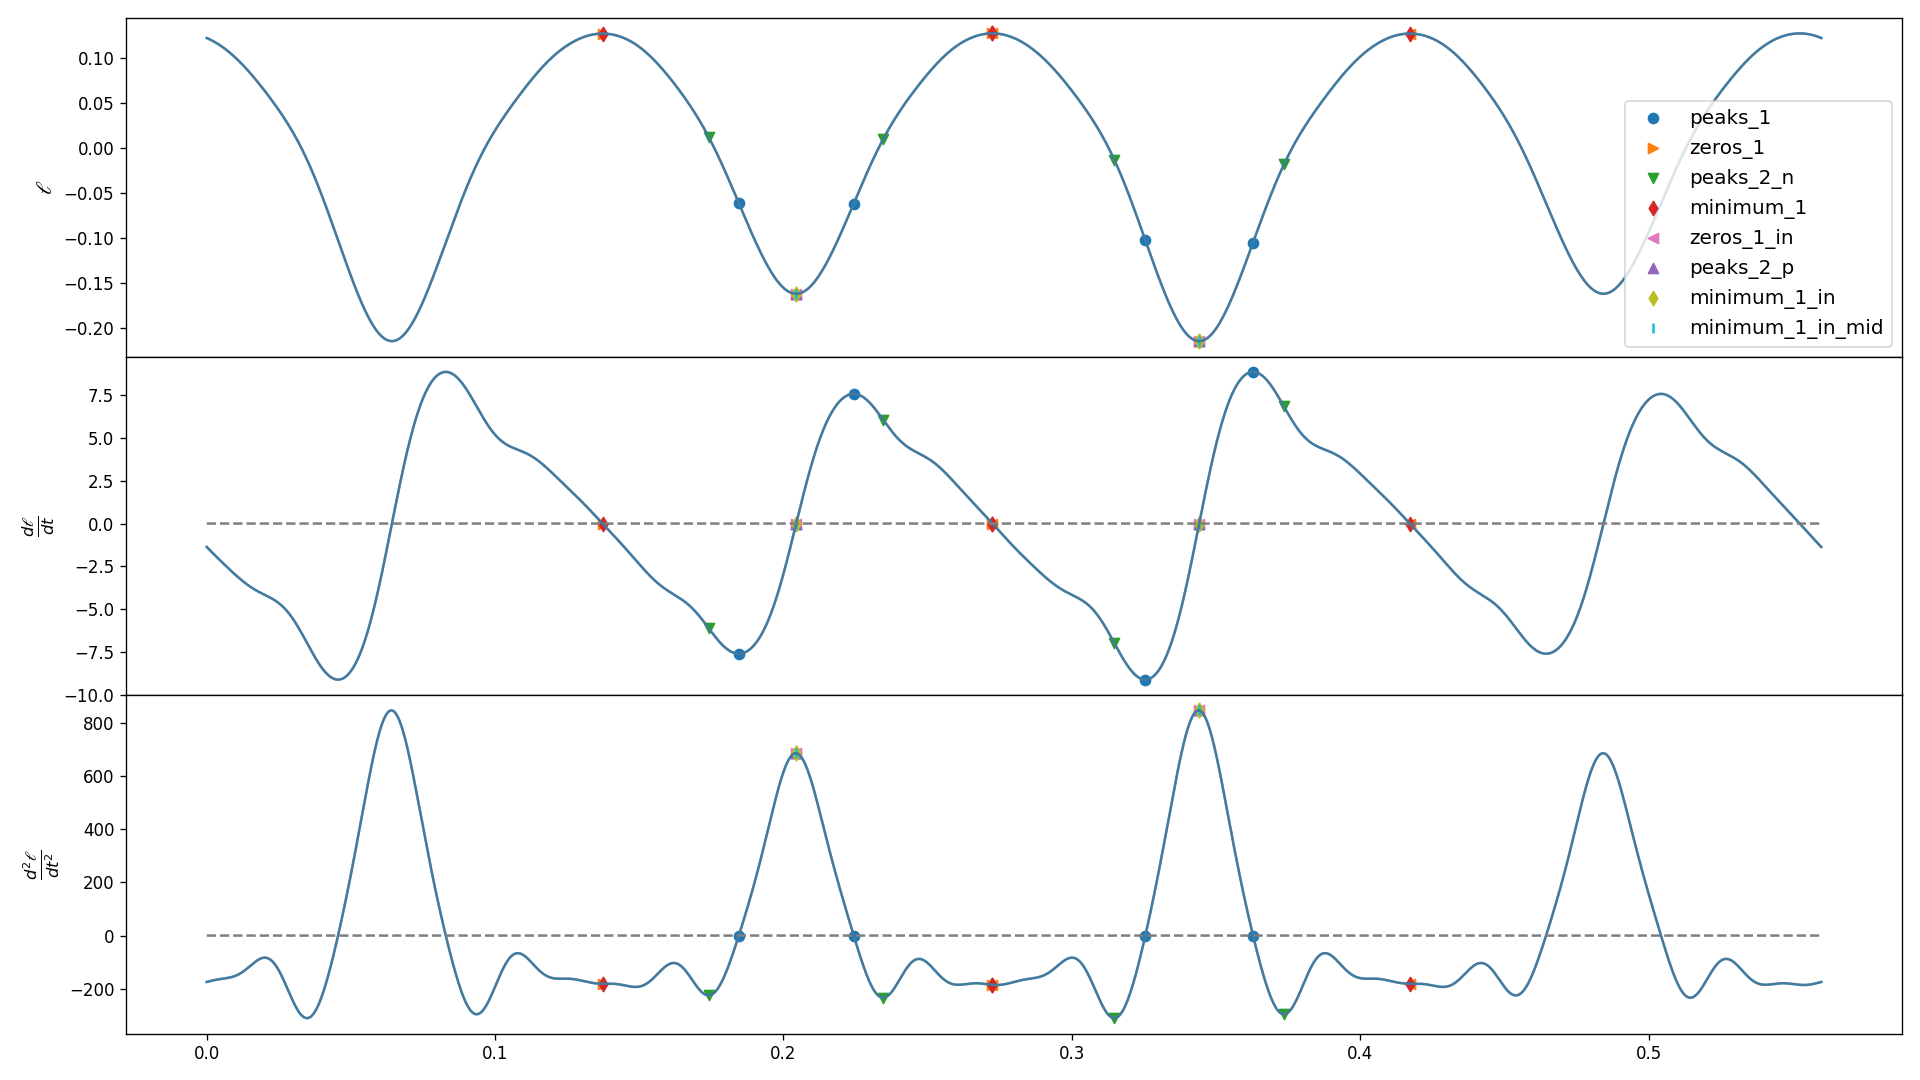 0.10
0.05
0.00
−0.05
−0.10
−0.15
−0.20
ℓ
peaks_1
zeros_1
peaks_2_n
minimum_1
zeros_1_in
peaks_2_p
minimum_1_in
minimum_1_in_mid
7.5
5.0
2.5
0.0
−2.5
−5.0
−7.5
−10.0
dℓ
dt
800
600
400
200
0
−200
d²ℓ
dt²
0.0 0.1 0.2 0.3 0.4 0.5